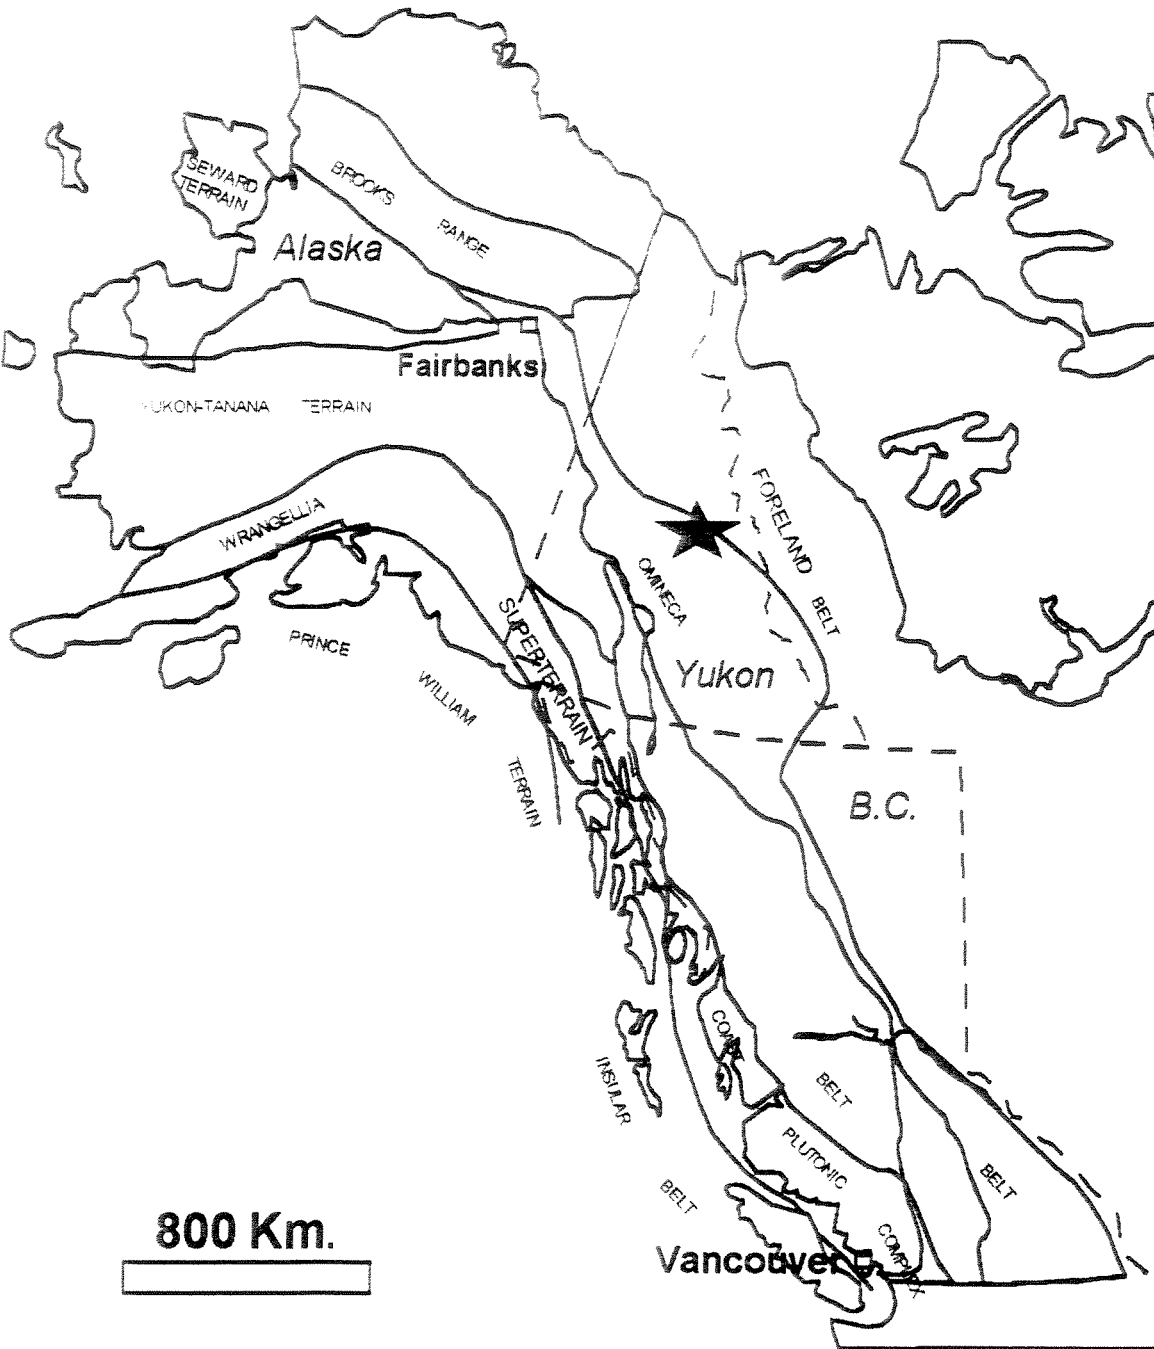 SEWARD
TERRAIN
BROOKS
RANGE
Alaska
Fairbanks
YUKON-TANANA TERRAIN
WRANGELLIA
SUPERTERRAIN
PRINCE
WILLIAM
TERRAIN
FORELAND
BELT
OMINECA
Yukon
B.C.
COAST
BELT
PLUTONIC
COMPLEX
BELT
INSULAR
BELT
Vancouver
800 Km.